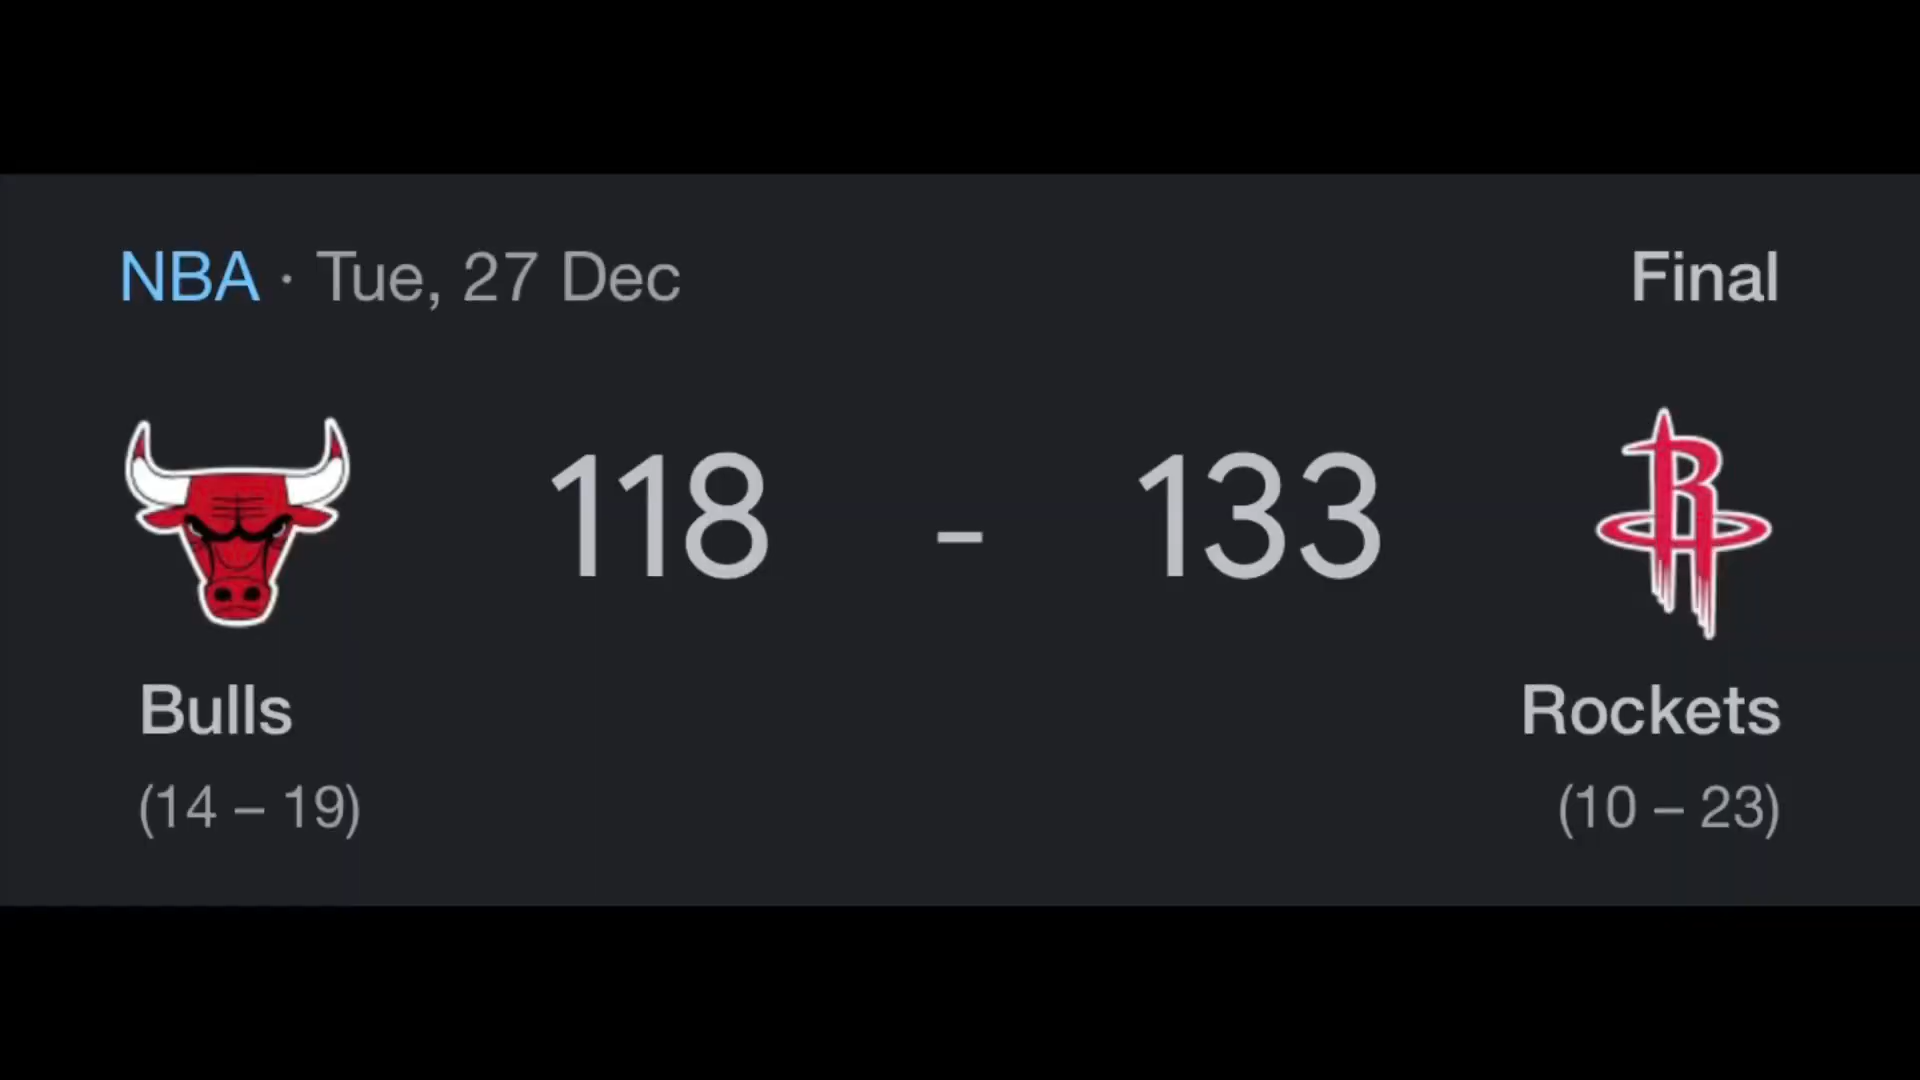 NBA · Tue, 27 Dec Final
118 - 133
Bulls Rockets
(14 – 19) (10 – 23)